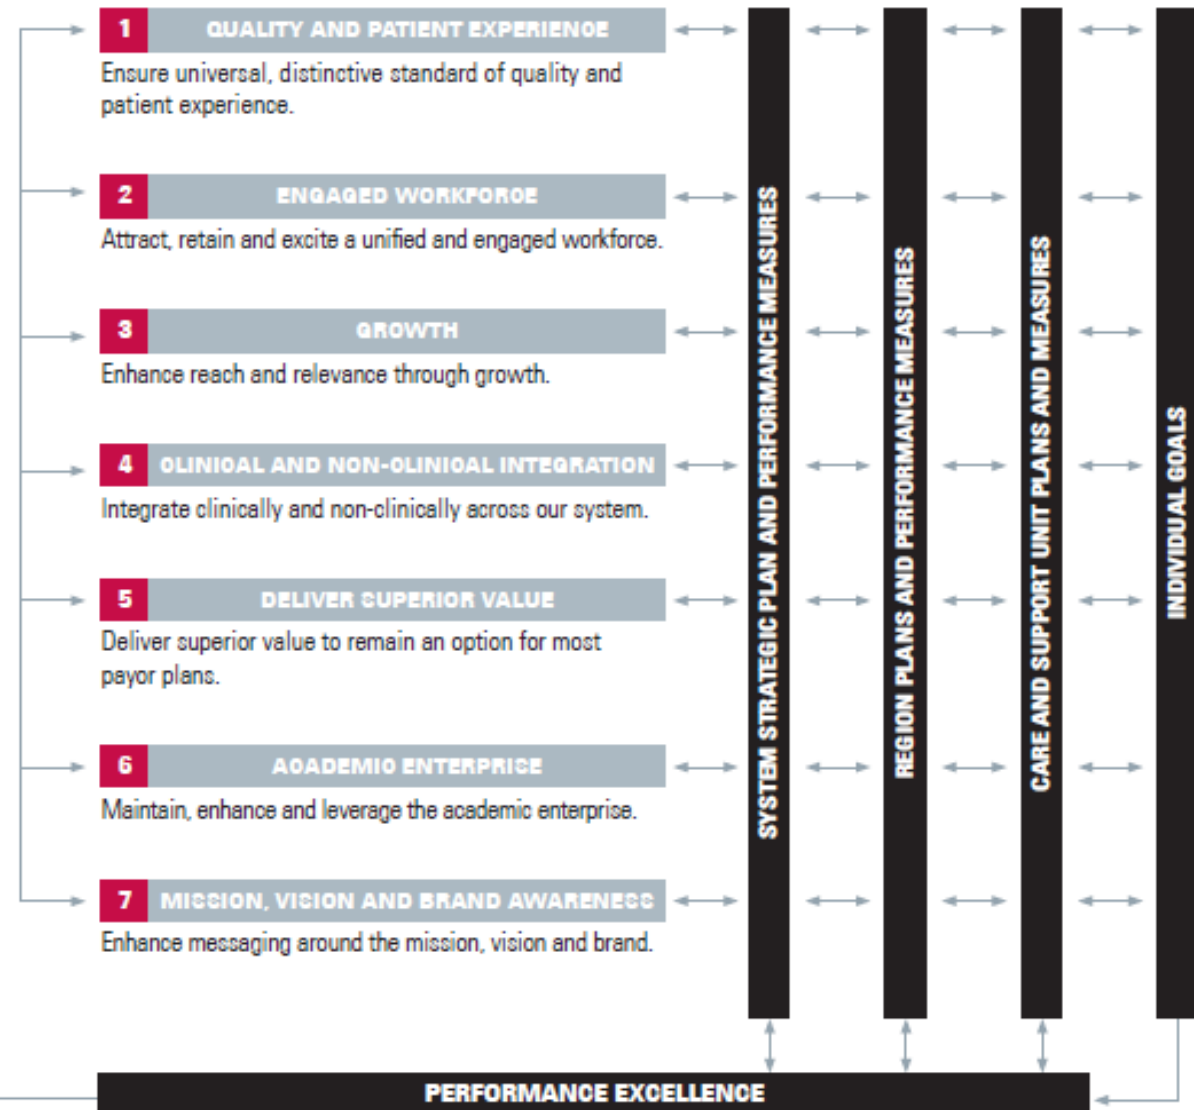 1 QUALITY AND PATIENT EXPERIENCE
Ensure universal, distinctive standard of quality and
patient experience.
2 ENGAGED WORKFORCE
Attract, retain and excite a unified and engaged workforce.
3 GROWTH
Enhance reach and relevance through growth.
4 CLINICAL AND NON-CLINICAL INTEGRATION
Integrate clinically and non-clinically across our system.
5 DELIVER SUPERIOR VALUE
Deliver superior value to remain an option for most
payor plans.
6 ACADEMIC ENTERPRISE
Maintain, enhance and leverage the academic enterprise.
7 MISSION, VISION AND BRAND AWARENESS
Enhance messaging around the mission, vision and brand.
SYSTEM STRATEGIC PLAN AND PERFORMANCE MEASURES
REGION PLANS AND PERFORMANCE MEASURES
CARE AND SUPPORT UNIT PLANS AND MEASURES
INDIVIDUAL GOALS
PERFORMANCE EXCELLENCE